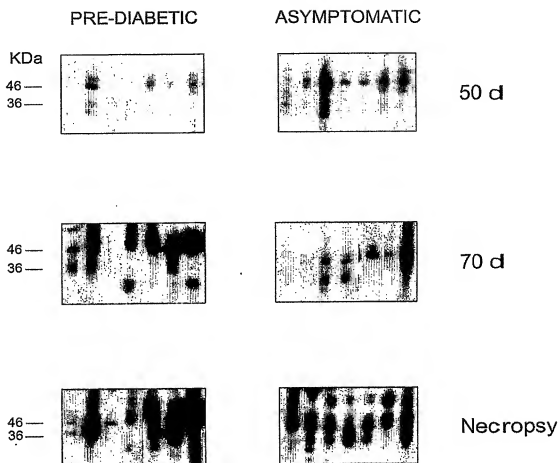 PRE-DIABETIC ASYMPTOMATIC
KDa
46
36
50 d
46
36
70 d
46
36
Necropsy